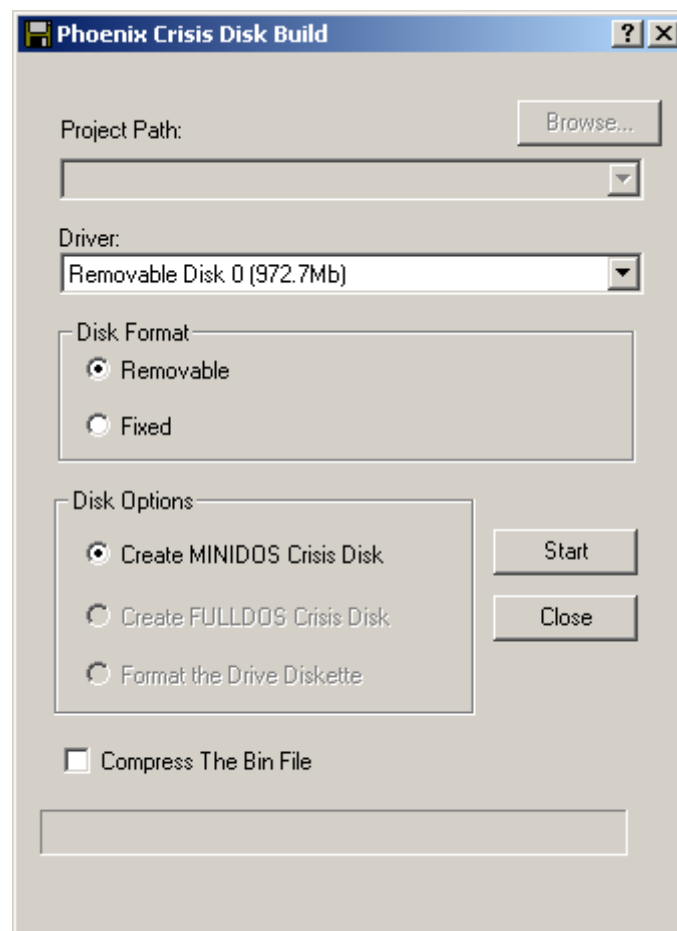 Phoenix Crisis Disk Build
Browse...
Project Path:
Driver:
Removable Disk 0 (972.7Mb)
Disk Format
Removable
Fixed
Disk Options
Create MINIDOS Crisis Disk
Start
Create FULLDOS Crisis Disk
Close
Format the Drive Diskette
Compress The Bin File